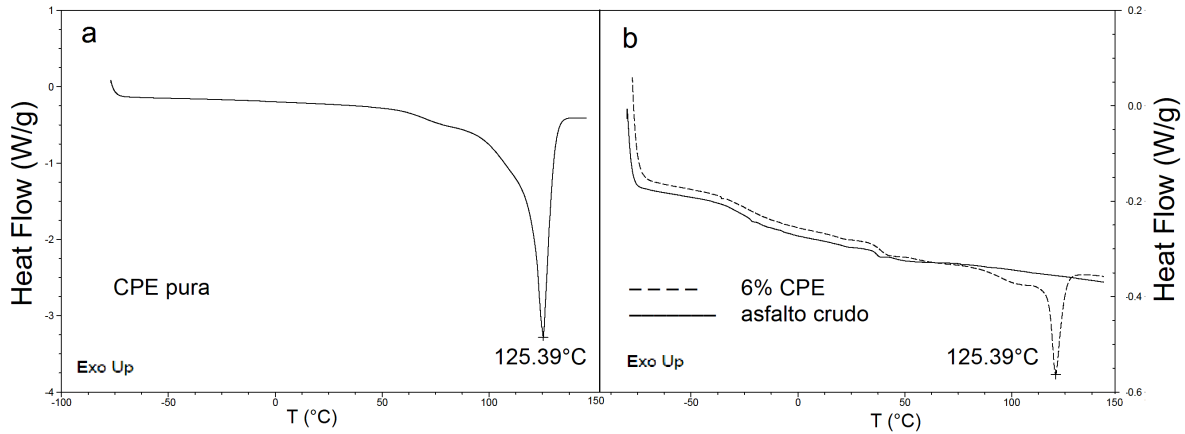 a
1
0
-1
-2
-3
-4
Heat Flow (W/g)
CPE pura
Exo Up
125.39°C
-100
-50
0
50
100
150
T (°C)
b
0.2
0.0
-0.2
-0.4
-0.6
Heat Flow (W/g)
6% CPE
asfalto crudo
Exo Up
125.39°C
-50
0
50
100
150
T (°C)